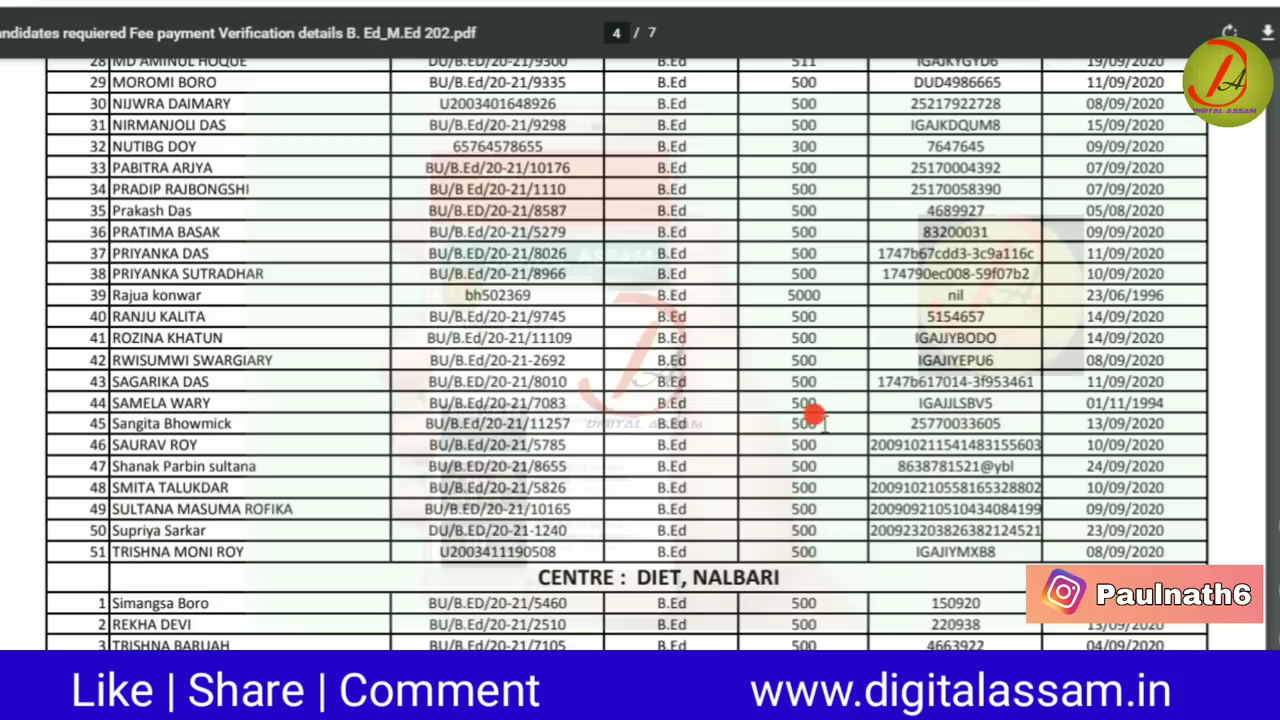 andidates requiered Fee payment Verification details B. Ed_M.Ed 202.pdf 4 / 7
28 MD AMINUL HOQUE DU/B.ED/20-21/9300 B.Ed 511 IGAJKYGYD6 19/09/2020
29 MOROMI BORO BU/B.ED/20-21/9335 B.Ed 500 DUD4986665 11/09/2020
30 NIJWRA DAIMARY U2003401648926 B.Ed 500 25217922728 08/09/2020
31 NIRMANJOLI DAS BU/B.Ed/20-21/9298 B.Ed 500 IGAJKDQUM8 15/09/2020
32 NUTIBG DOY 65764578655 B.Ed 300 7647645 09/09/2020
33 PABITRA ARJYA BU/B.Ed/20-21/10176 B.Ed 500 25170004392 07/09/2020
34 PRADIP RAJBONGSHI BU/B Ed/20-21/1110 B.Ed 500 25170058390 07/09/2020
35 Prakash Das BU/B.ED/20-21/8587 B.Ed 500 4689927 05/08/2020
36 PRATIMA BASAK BU/B.Ed/20-21/5279 B.Ed 500 83200031 09/09/2020
37 PRIYANKA DAS BU/B.ED/20-21/8026 B.Ed 500 1747b67cdd3-3c9a116c 11/09/2020
38 PRIYANKA SUTRADHAR BU/B.Ed/20-21/8966 B.Ed 500 174790ec008-59f07b2 10/09/2020
39 Rajua konwar bh502369 B.Ed 5000 nil 23/06/1996
40 RANJU KALITA BU/B.Ed/20-21/9745 B.Ed 500 5154657 14/09/2020
41 ROZINA KHATUN BU/B.ED/20-21/11109 B.Ed 500 IGAJJYBODO 14/09/2020
42 RWISUMWI SWARGIARY BU/B.Ed/20-21-2692 B.Ed 500 IGAJIYEPU6 08/09/2020
43 SAGARIKA DAS BU/B.Ed/20-21/8010 B.Ed 500 1747b617014-3f953461 11/09/2020
44 SAMELA WARY BU/B.Ed/20-21/7083 B.Ed 500 IGAJJLSBV5 01/11/1994
45 Sangita Bhowmick BU/B.ED/20-21/11257 B.Ed 500 25770033605 13/09/2020
46 SAURAV ROY BU/B.ED/20-21/5785 B.Ed 500 20091021154148315 5603 10/09/2020
47 Shanak Parbin sultana BU/B.Ed/20-21/8655 B.Ed 500 8638781521@ybl 24/09/2020
48 SMITA TALUKDAR BU/B.Ed/20-21/5826 B.Ed 500 200910210558165328802 10/09/2020
49 SULTANA MASUMA ROFIKA BU/B.ED/20-21/10165 B.Ed 500 200909210510434084199 09/09/2020
50 Supriya Sarkar DU/B.ED/20-21-1240 B.Ed 500 200923203826382124521 23/09/2020
51 TRISHNA MONI ROY U2003411190508 B.Ed 500 IGAJIYMXB8 08/09/2020
CENTRE : DIET, NALBARI
1 Simangsa Boro BU/B.ED/20-21/5460 B.Ed 500 150920
2 REKHA DEVI BU/B.Ed/20-21/2510 B.Ed 500 220938 13/09/2020
3 TRISHNA BARUAH BU/B.Ed/20-21/7105 B.Ed 500 4663922 04/09/2020
DIGITAL ASSAM
DIGITAL ASSAM
Paulnath6
Like | Share | Comment www.digitalassam.in